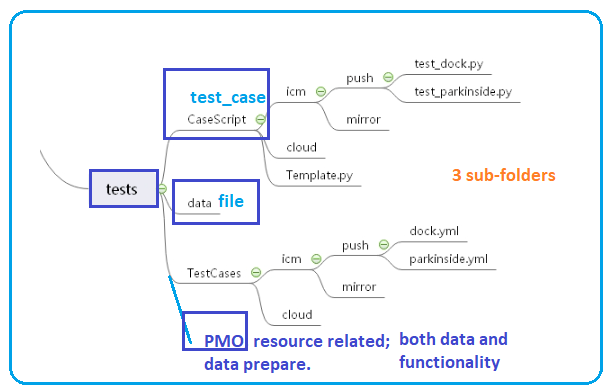 test_dock.py
push
test_case
icm
test_parkinside.py
CaseScript
mirror
cloud
Template.py
3 sub-folders
tests
data file
dock.yml
push
icm
parkinside.yml
TestCases
mirror
cloud
PMO, resource related; both data and
data prepare. functionality